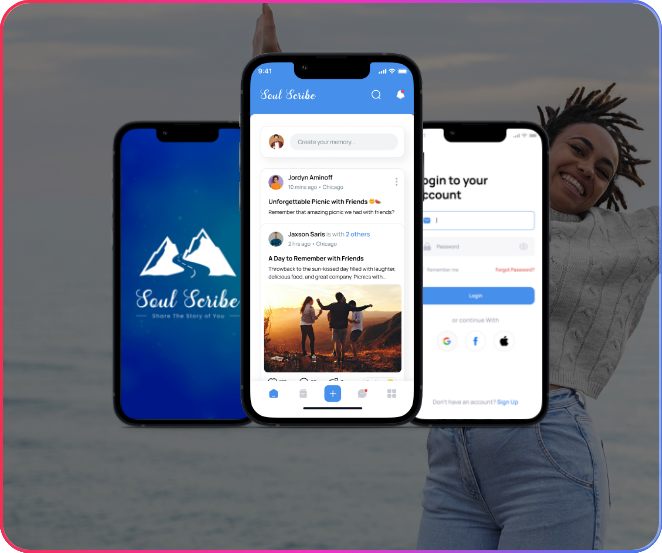 Soul Scribe
Share The Story of You
9:41
Soul Scribe
Create your memory...
Jordyn Aminoff
10 mins ago • Chicago
Unforgettable Picnic with Friends
Remember that amazing picnic we had with friends?
Jaxson Saris is with 2 others
2 hrs ago • Chicago
A Day to Remember with Friends
Throwback to the sun-tossed day filled with laughter,
delicious food, and great company. Picnics with...
ogin to your
ccount
Password
Remember me
Forgot Password?
Login
or continue With
Don't have an account? Sign Up